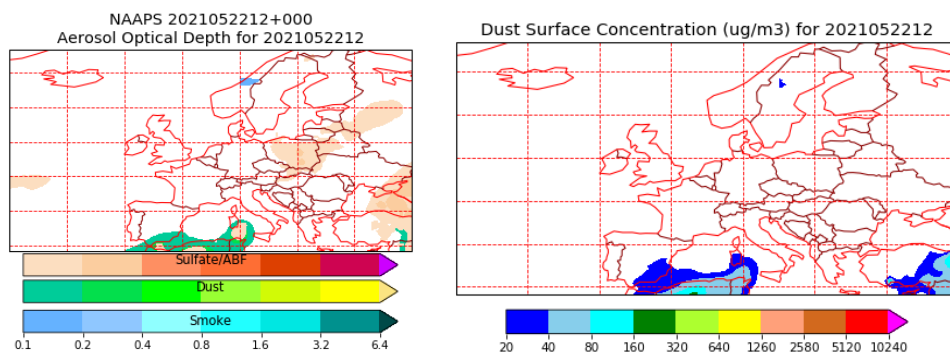 NAAPS 2021052212+000
Aerosol Optical Depth for 2021052212
Sulfate/ABF
Dust
Smoke
0.1 0.2 0.4 0.8 1.6 3.2 6.4
Dust Surface Concentration (ug/m3) for 2021052212
20 40 80 160 320 640 1260 2580 5120 10240